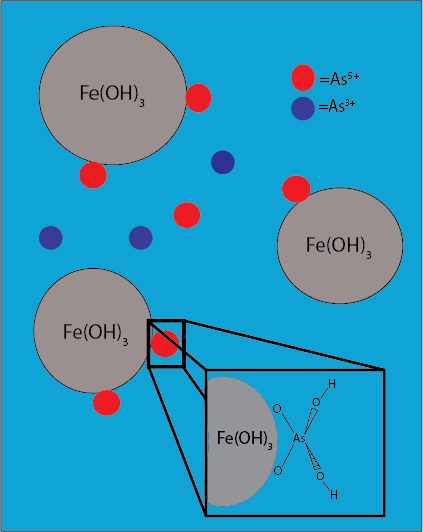 Fe(OH)₃
=As⁵⁺
=As³⁺
Fe(OH)₃
Fe(OH)₃
H
O
O
Fe(OH)₃
As
O
O
H